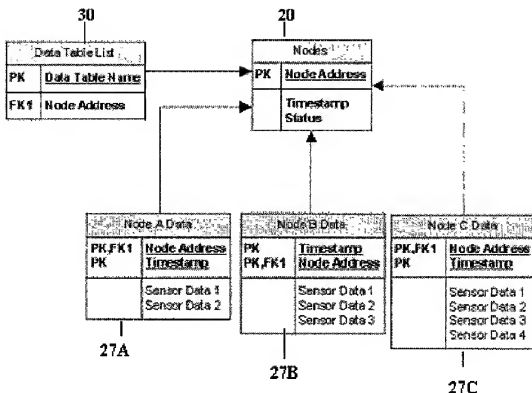 30
20
Data Table List
PK Data Table Name
FK1 Node Address
Nodes
PK Node Address
Timestamp
Status
Node A Data
PK,FK1 Node Address
PK Timestamp
Sensor Data 1
Sensor Data 2
Node B Data
PK Timestamp
PK,FK1 Node Address
Sensor Data 1
Sensor Data 2
Sensor Data 3
Node C Data
PK,FK1 Node Address
PK Timestamp
Sensor Data 1
Sensor Data 2
Sensor Data 3
Sensor Data 4
27A
27B
27C